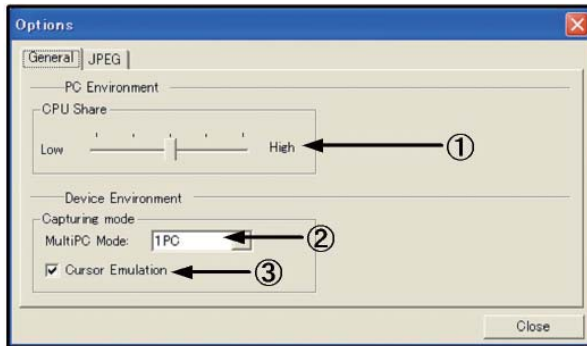 Options
General JPEG
PC Environment
CPU Share
Low High ①
Device Environment
Capturing mode
MultiPC Mode: 1PC ②
Cursor Emulation ③
Close